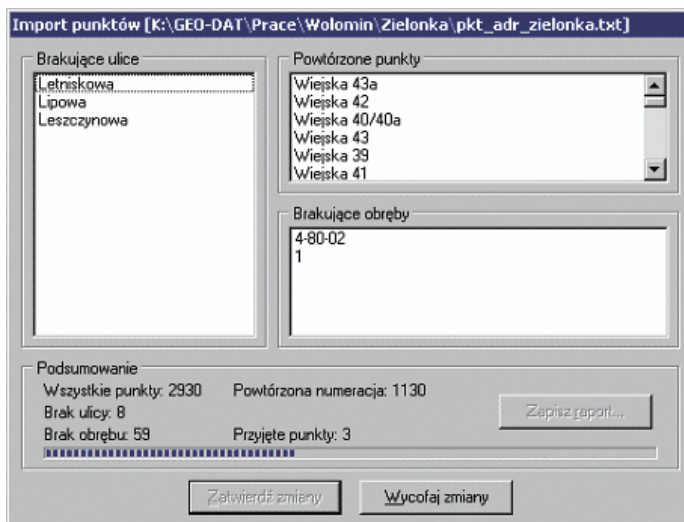 Import punktów [K:\GEO-DAT\Prace\Wolomin\Zielonka\pkt_adr_zielonka.txt]
Brakujące ulice
Letniskowa
Lipowa
Leszczynowa
Powtórzone punkty
Wiejska 43a
Wiejska 42
Wiejska 40/40a
Wiejska 43
Wiejska 39
Wiejska 41
Brakujące obręby
4-80-02
1
Podsumowanie
Wszystkie punkty: 2930 Powtórzona numeracja: 1130
Brak ulicy: 8
Zapisz raport...
Brak obrębu: 59 Przyjęte punkty: 3
Zatwierdź zmiany Wycofaj zmiany